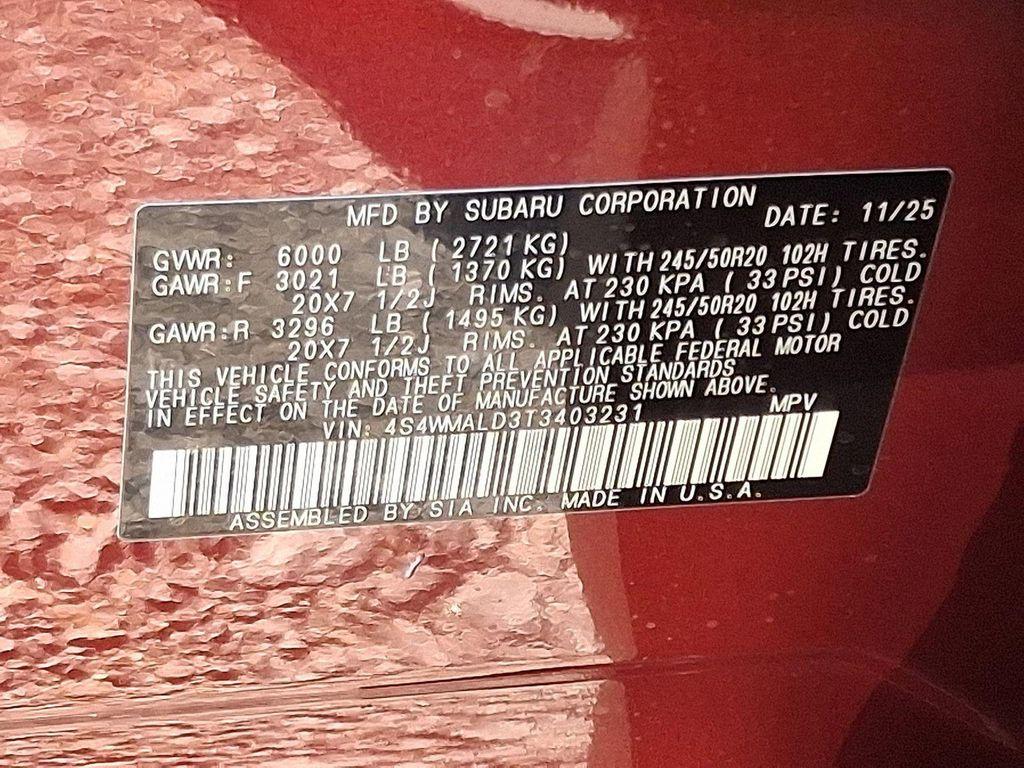 MFD BY SUBARU CORPORATION DATE: 11/25
GVWR: 6000 LB ( 2721 KG)
GAWR:F 3021 LB ( 1370 KG) WITH 245/50R20 102H TIRES.
20X7 1/2J RIMS. AT 230 KPA ( 33 PSI) COLD
GAWR:R 3296 LB ( 1495 KG) WITH 245/50R20 102H TIRES.
20X7 1/2J RIMS. AT 230 KPA ( 33 PSI) COLD
THIS VEHICLE CONFORMS TO ALL APPLICABLE FEDERAL MOTOR
VEHICLE SAFETY AND THEFT PREVENTION STANDARDS
IN EFFECT ON THE DATE OF MANUFACTURE SHOWN ABOVE.
VIN: 4S4WMALD3T3403231 MPV
ASSEMBLED BY SIA INC. MADE IN U.S.A.